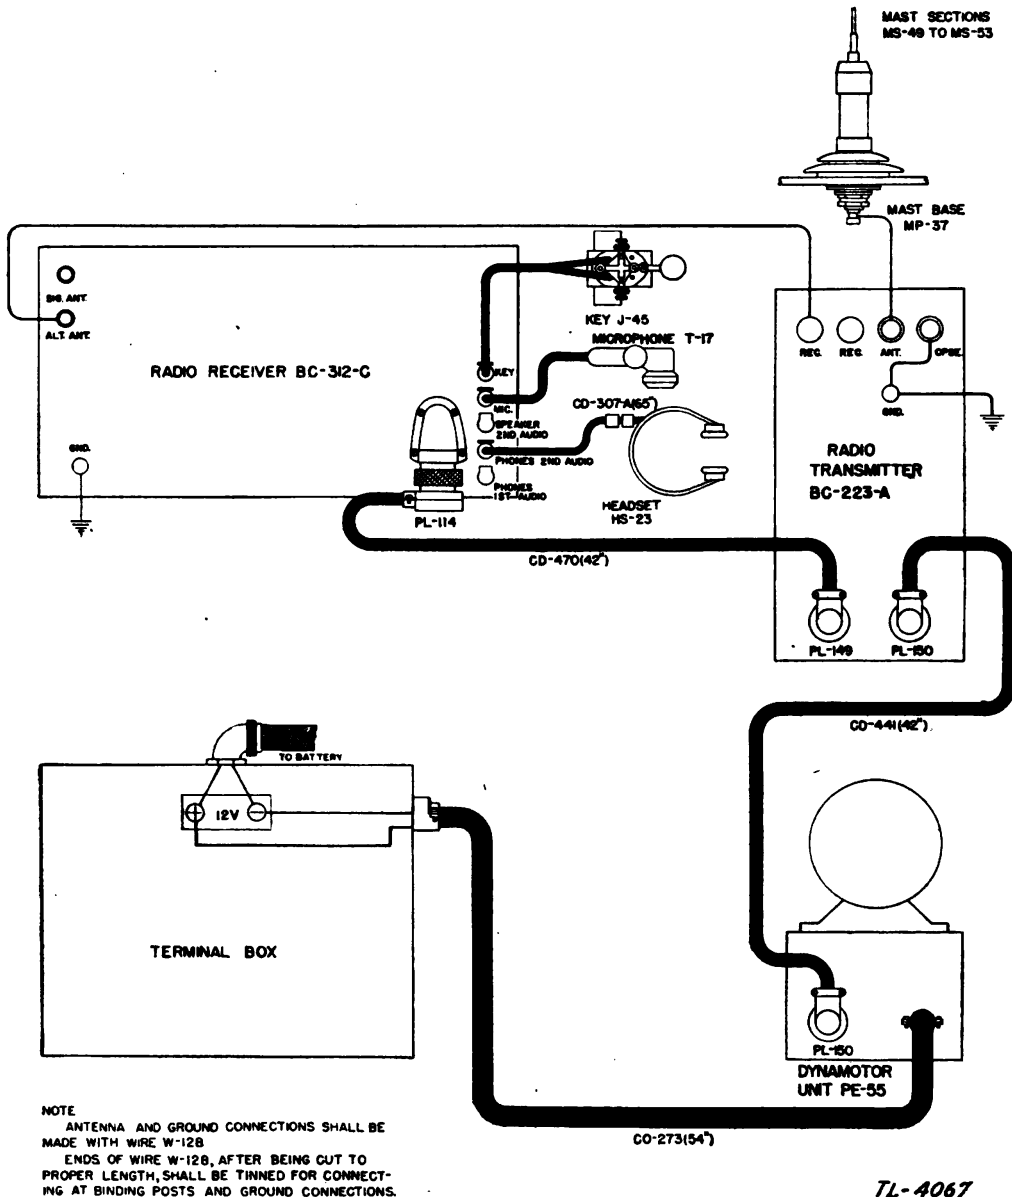 MAST SECTIONS
MS-49 TO MS-53
MAST BASE
MP-37
SIG. ANT.
ALT. ANT.
RADIO RECEIVER BC-312-C
GND.
KEY J-45
MICROPHONE T-17
KEY
MIC.
CD-307-A(65")
SPEAKER
2ND AUDIO
PHONES 2ND AUDIO
PHONES
1ST AUDIO
HEADSET
HS-23
PL-114
CD-470(42")
REC.
REC.
ANT.
CPSE.
GND.
RADIO
TRANSMITTER
BC-223-A
PL-149
PL-150
CD-441(42")
TO BATTERY
12V
TERMINAL BOX
PL-150
DYNAMOTOR
UNIT PE-55
CO-273(54")
NOTE
ANTENNA AND GROUND CONNECTIONS SHALL BE
MADE WITH WIRE W-128
ENDS OF WIRE W-128, AFTER BEING CUT TO
PROPER LENGTH, SHALL BE TINNED FOR CONNECT-
ING AT BINDING POSTS AND GROUND CONNECTIONS.
TL-4067